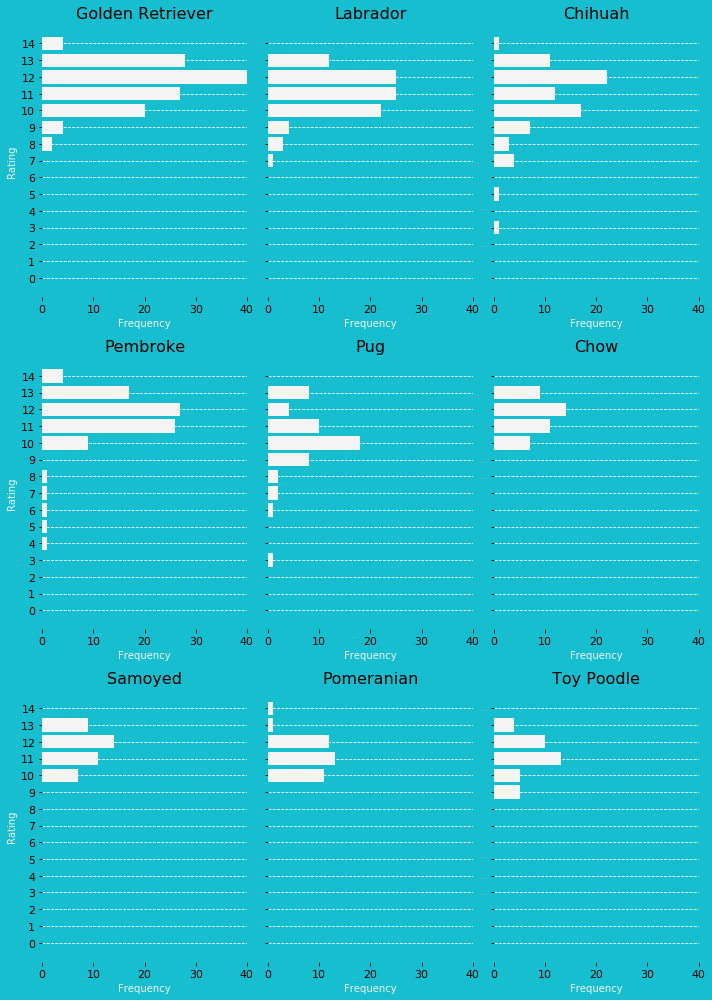 Golden Retriever
Labrador
Chihuah
14
13
12
11
10
9
8
7
6
5
4
3
2
1
0
Rating
0 10 20 30 40
0 10 20 30 40
0 10 20 30 40
Frequency
Frequency
Frequency
Pembroke
Pug
Chow
14
13
12
11
10
9
8
7
6
5
4
3
2
1
0
Rating
0 10 20 30 40
0 10 20 30 40
0 10 20 30 40
Frequency
Frequency
Frequency
Samoyed
Pomeranian
Toy Poodle
14
13
12
11
10
9
8
7
6
5
4
3
2
1
0
Rating
0 10 20 30 40
0 10 20 30 40
0 10 20 30 40
Frequency
Frequency
Frequency